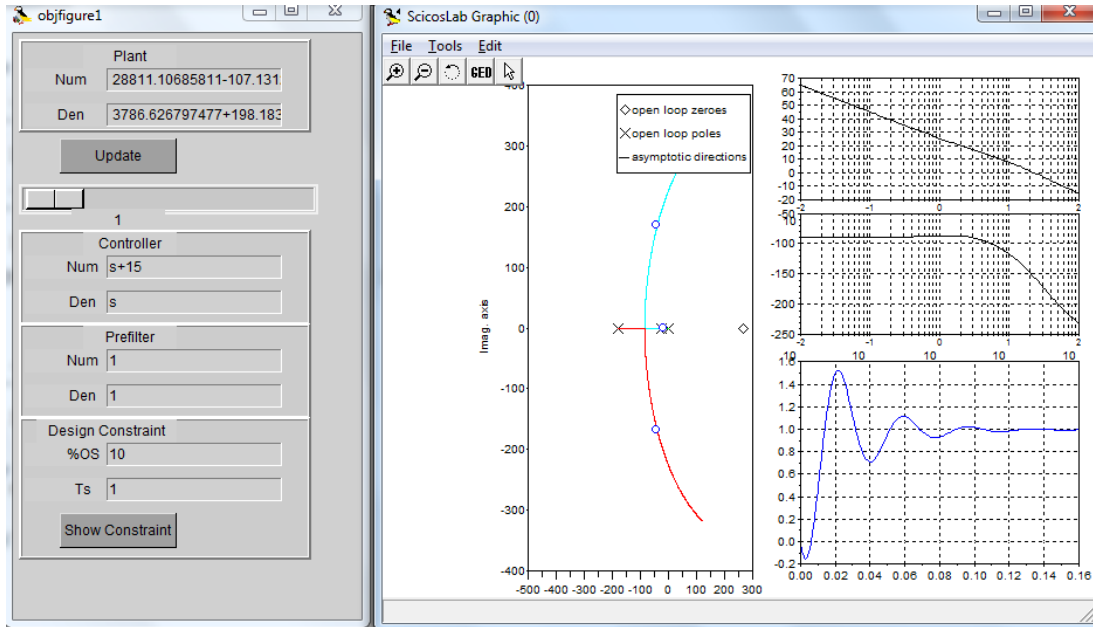 objfigure1
Plant
Num 28811.10685811-107.131
Den 3786.626797477+198.183
Update
1
Controller
Num s+15
Den s
Prefilter
Num 1
Den 1
Design Constraint
%OS 10
Ts 1
Show Constraint
ScicosLab Graphic (0)
File Tools Edit
GED
400
300
200
100
0
-100
-200
-300
-400
Imag. axis
-500 -400 -300 -200 -100 0 100 200 300
open loop zeroes
open loop poles
asymptotic directions
70
60
50
40
30
20
10
0
-10
-20
-2 -1 0 1 2
10
-50
-100
-150
-200
-250
-2 -1 0 1 2
10 10 10 10 10
1.6
1.4
1.2
1.0
0.8
0.6
0.4
0.2
0.0
-0.2
0.00 0.02 0.04 0.06 0.08 0.10 0.12 0.14 0.16